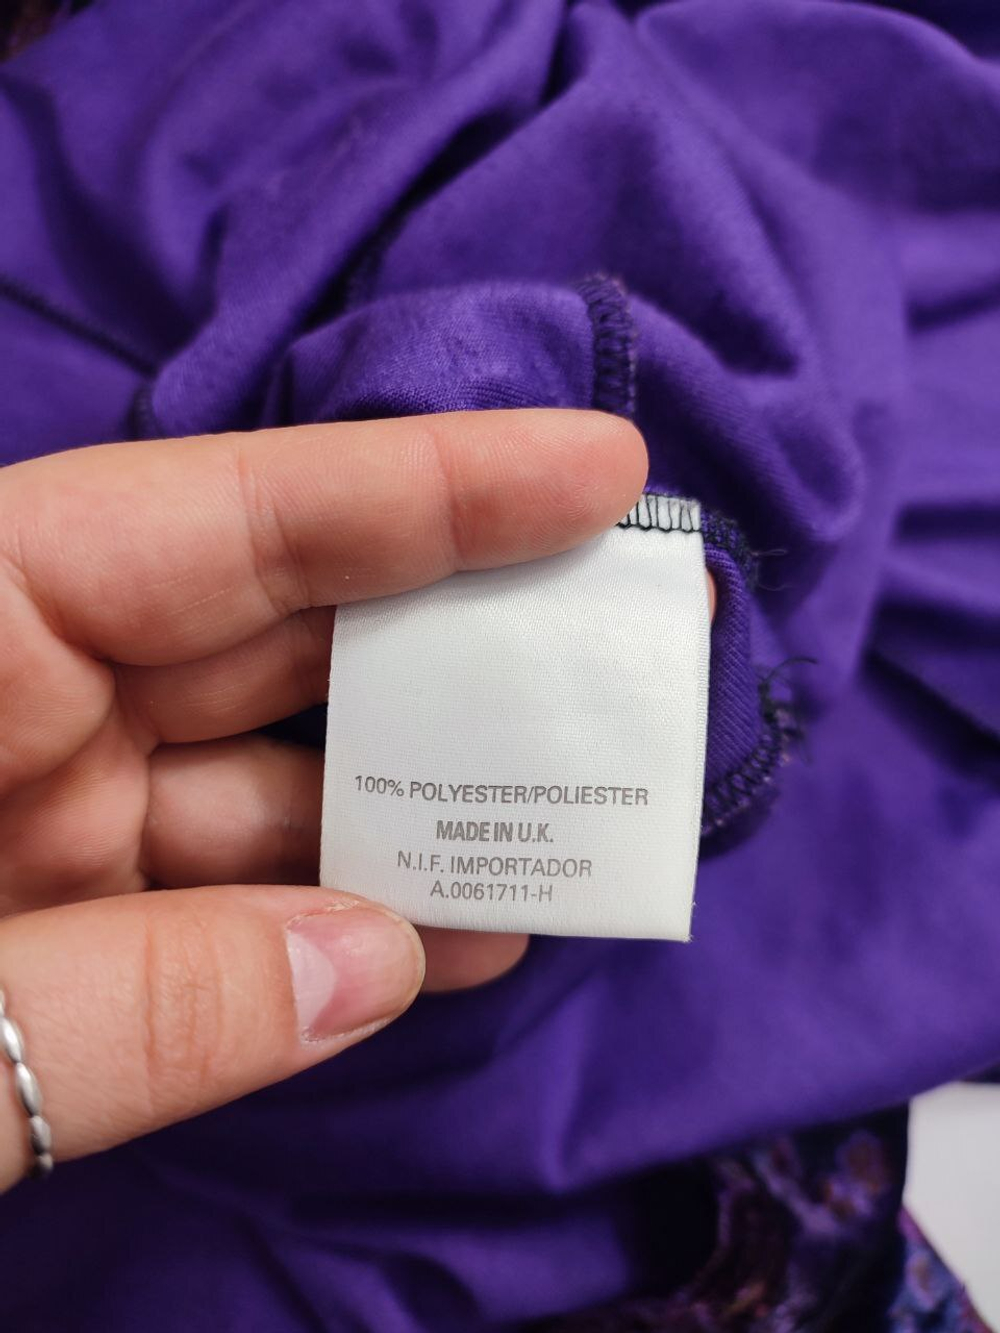 100% POLYESTER/POLIESTER
MADE IN U.K.
N.I.F. IMPORTADOR
A.0061711-H